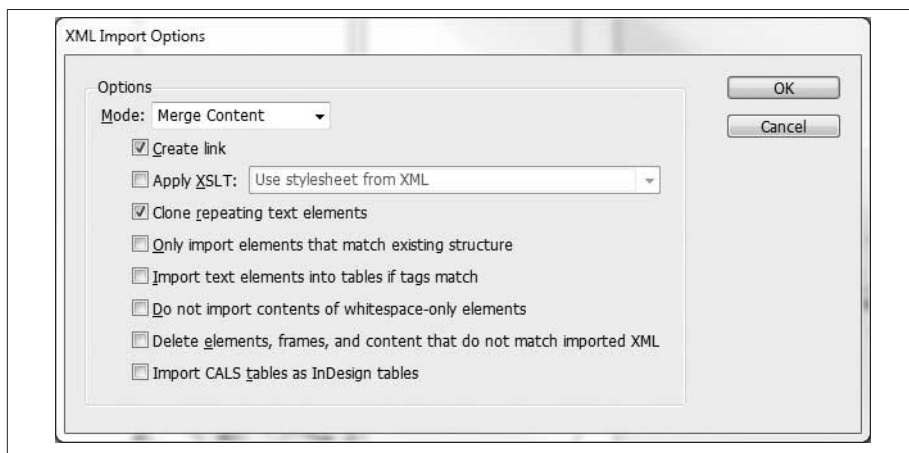 XML Import Options
Options
OK
Mode: Merge Content
Cancel
Create link
Apply XSLT: Use stylesheet from XML
Clone repeating text elements
Only import elements that match existing structure
Import text elements into tables if tags match
Do not import contents of whitespace-only elements
Delete elements, frames, and content that do not match imported XML
Import CALS tables as InDesign tables